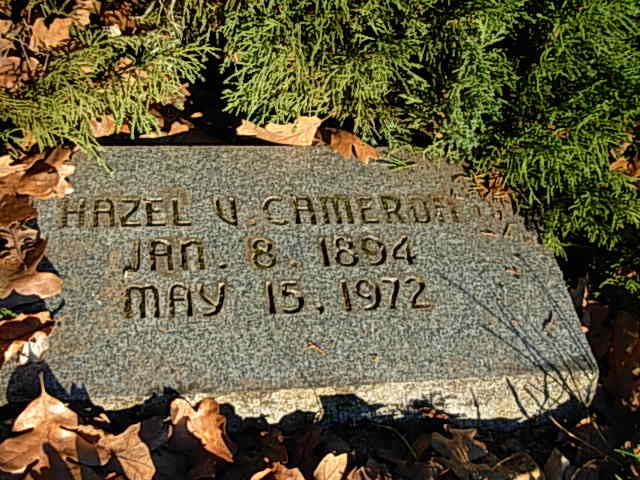 HAZEL V. CAMERON
JAN. 8. 1894
MAY 15, 1972